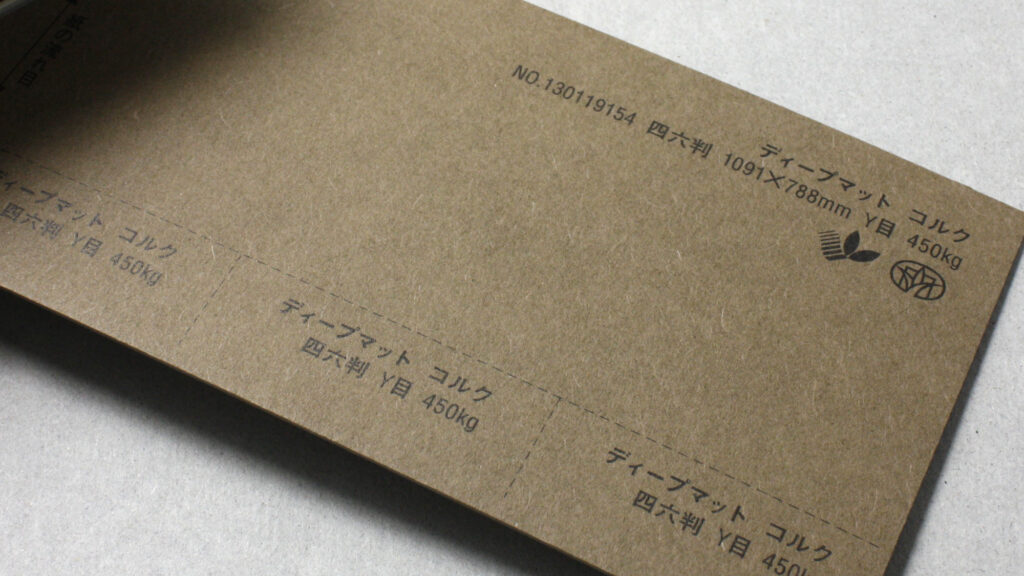 ディープマット コルク
NO.130119154 四六判 1091×788mm Y目 450kg
ィープマット コルク
四六判 Y目 450kg
ディープマット コルク
四六判 Y目 450kg
ディープマット コルク
四六判 Y目 450k